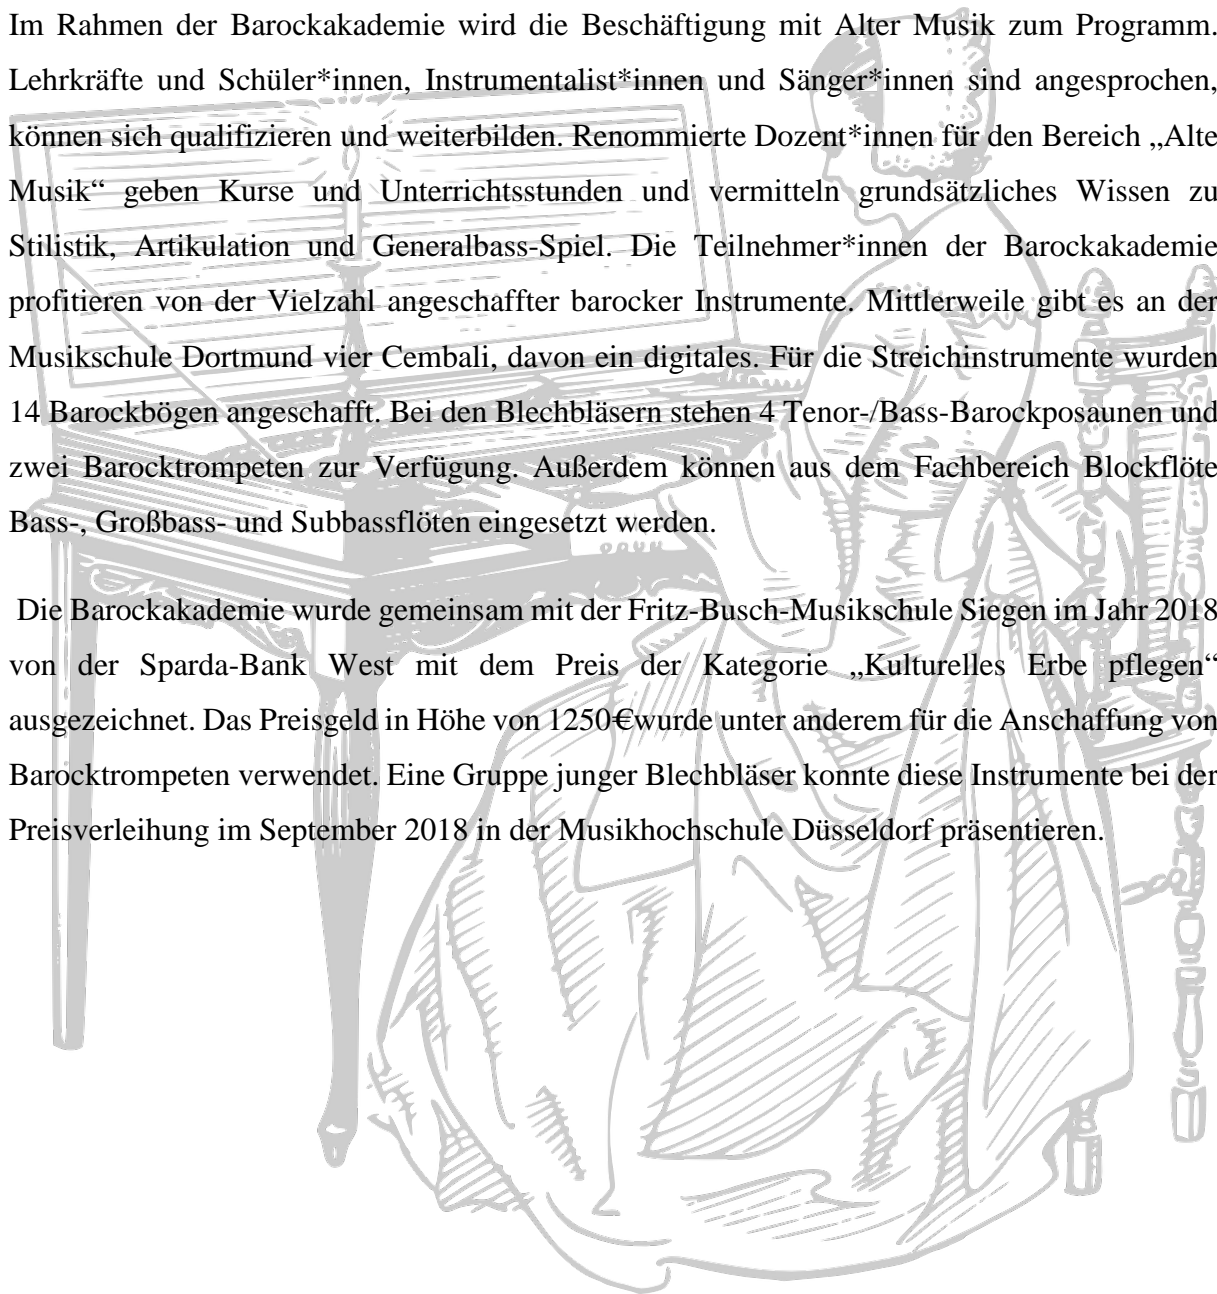 Im Rahmen der Barockakademie wird die Beschäftigung mit Alter Musik zum Programm.
Lehrkräfte und Schüler*innen, Instrumentalist*innen und Sänger*innen sind angesprochen,
können sich qualifizieren und weiterbilden. Renommierte Dozent*innen für den Bereich „Alte
Musik“ geben Kurse und Unterrichtsstunden und vermitteln grundsätzliches Wissen zu
Stilistik, Artikulation und Generalbass-Spiel. Die Teilnehmer*innen der Barockakademie
profitieren von der Vielzahl angeschaffter barocker Instrumente. Mittlerweile gibt es an der
Musikschule Dortmund vier Cembali, davon ein digitales. Für die Streichinstrumente wurden
14 Barockbögen angeschafft. Bei den Blechbläsern stehen 4 Tenor-/Bass-Barockposaunen und
zwei Barocktrompeten zur Verfügung. Außerdem können aus dem Fachbereich Blockflöte
Bass-, Großbass- und Subbassflöten eingesetzt werden.
Die Barockakademie wurde gemeinsam mit der Fritz-Busch-Musikschule Siegen im Jahr 2018
von der Sparda-Bank West mit dem Preis der Kategorie „Kulturelles Erbe pflegen“
ausgezeichnet. Das Preisgeld in Höhe von 1250€wurde unter anderem für die Anschaffung von
Barocktrompeten verwendet. Eine Gruppe junger Blechbläser konnte diese Instrumente bei der
Preisverleihung im September 2018 in der Musikhochschule Düsseldorf präsentieren.